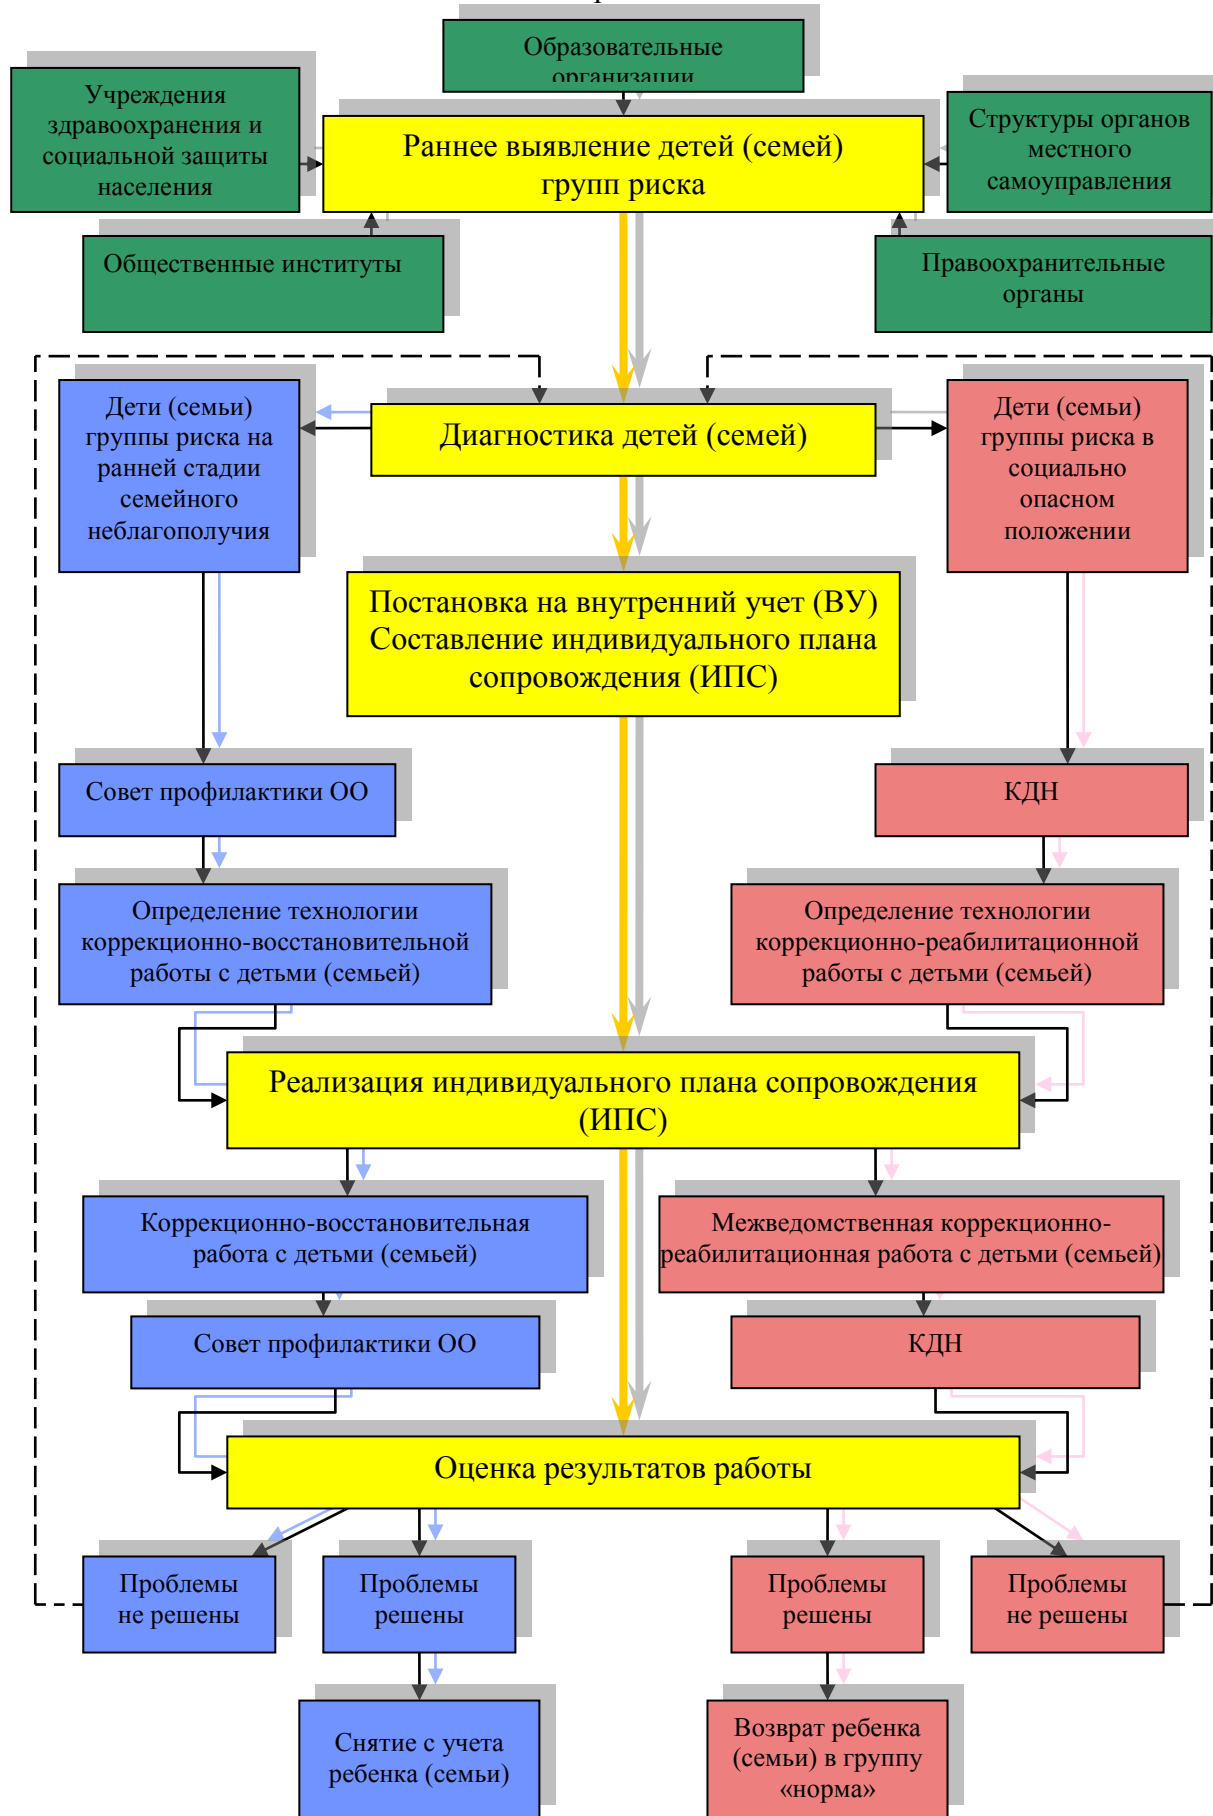 Образовательные
организации
Учреждения
здравоохранения и
социальной защиты
населения
Раннее выявление детей (семей)
групп риска
Структуры органов
местного
самоуправления
Общественные институты
Правоохранительные
органы
Дети (семьи)
группы риска на
ранней стадии
семейного
неблагополучия
Диагностика детей (семей)
Дети (семьи)
группы риска в
социально
опасном
положении
Постановка на внутренний учет (ВУ)
Составление индивидуального плана
сопровождения (ИПС)
Совет профилактики ОО
КДН
Определение технологии
коррекционно-восстановительной
работы с детьми (семьей)
Определение технологии
коррекционно-реабилитационной
работы с детьми (семьей)
Реализация индивидуального плана сопровождения
(ИПС)
Коррекционно-восстановительная
работа с детьми (семьей)
Межведомственная коррекционно-
реабилитационная работа с детьми (семьей)
Совет профилактики ОО
КДН
Оценка результатов работы
Проблемы
не решены
Проблемы
решены
Проблемы
решены
Проблемы
не решены
Снятие с учета
ребенка (семьи)
Возврат ребенка
(семьи) в группу
«норма»